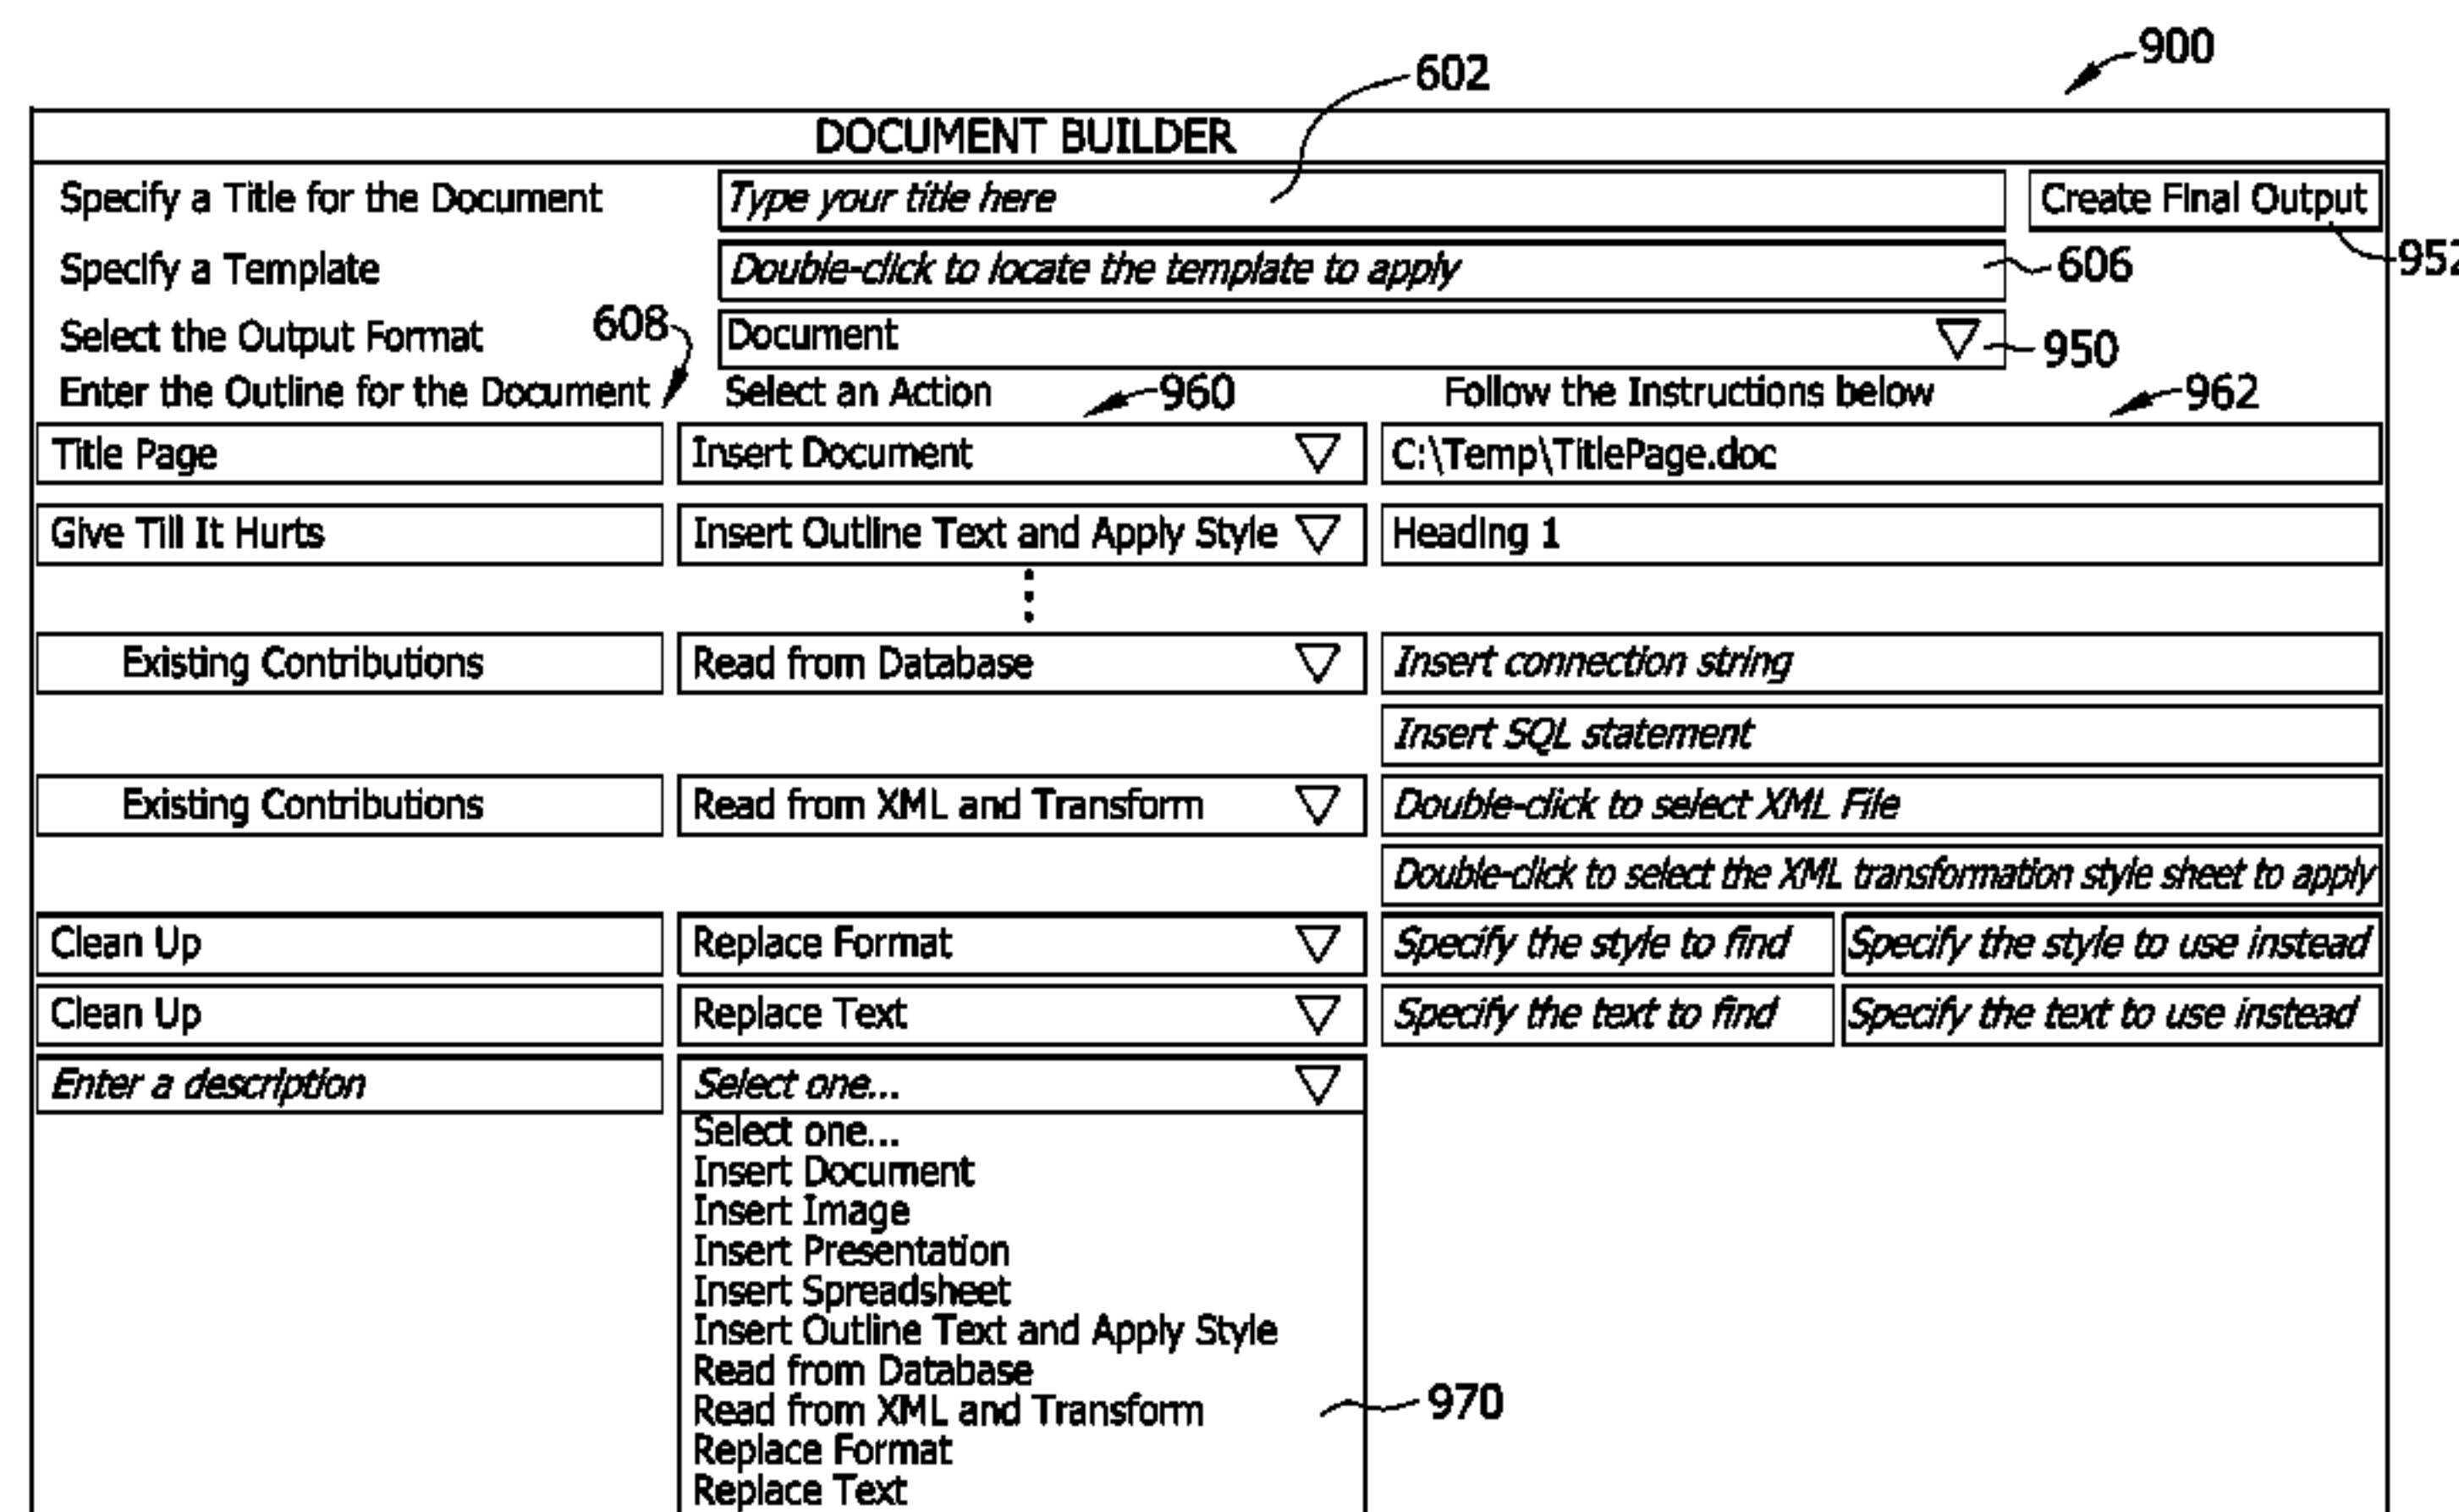 900
602
DOCUMENT BUILDER
Specify a Title for the Document Type your title here Create Final Output
952
Specify a Template Double-click to locate the template to apply 606
Select the Output Format 608 Document 950
Enter the Outline for the Document Select an Action 960 Follow the Instructions below 962
Title Page Insert Document C:\Temp\TitlePage.doc
Give Till It Hurts Insert Outline Text and Apply Style Heading 1
Existing Contributions Read from Database Insert connection string
Insert SQL statement
Existing Contributions Read from XML and Transform Double-click to select XML File
Double-click to select the XML transformation style sheet to apply
Clean Up Replace Format Specify the style to find Specify the style to use instead
Clean Up Replace Text Specify the text to find Specify the text to use instead
Enter a description Select one...
Select one...
Insert Document
Insert Image
Insert Presentation
Insert Spreadsheet
Insert Outline Text and Apply Style
Read from Database
Read from XML and Transform 970
Replace Format
Replace Text